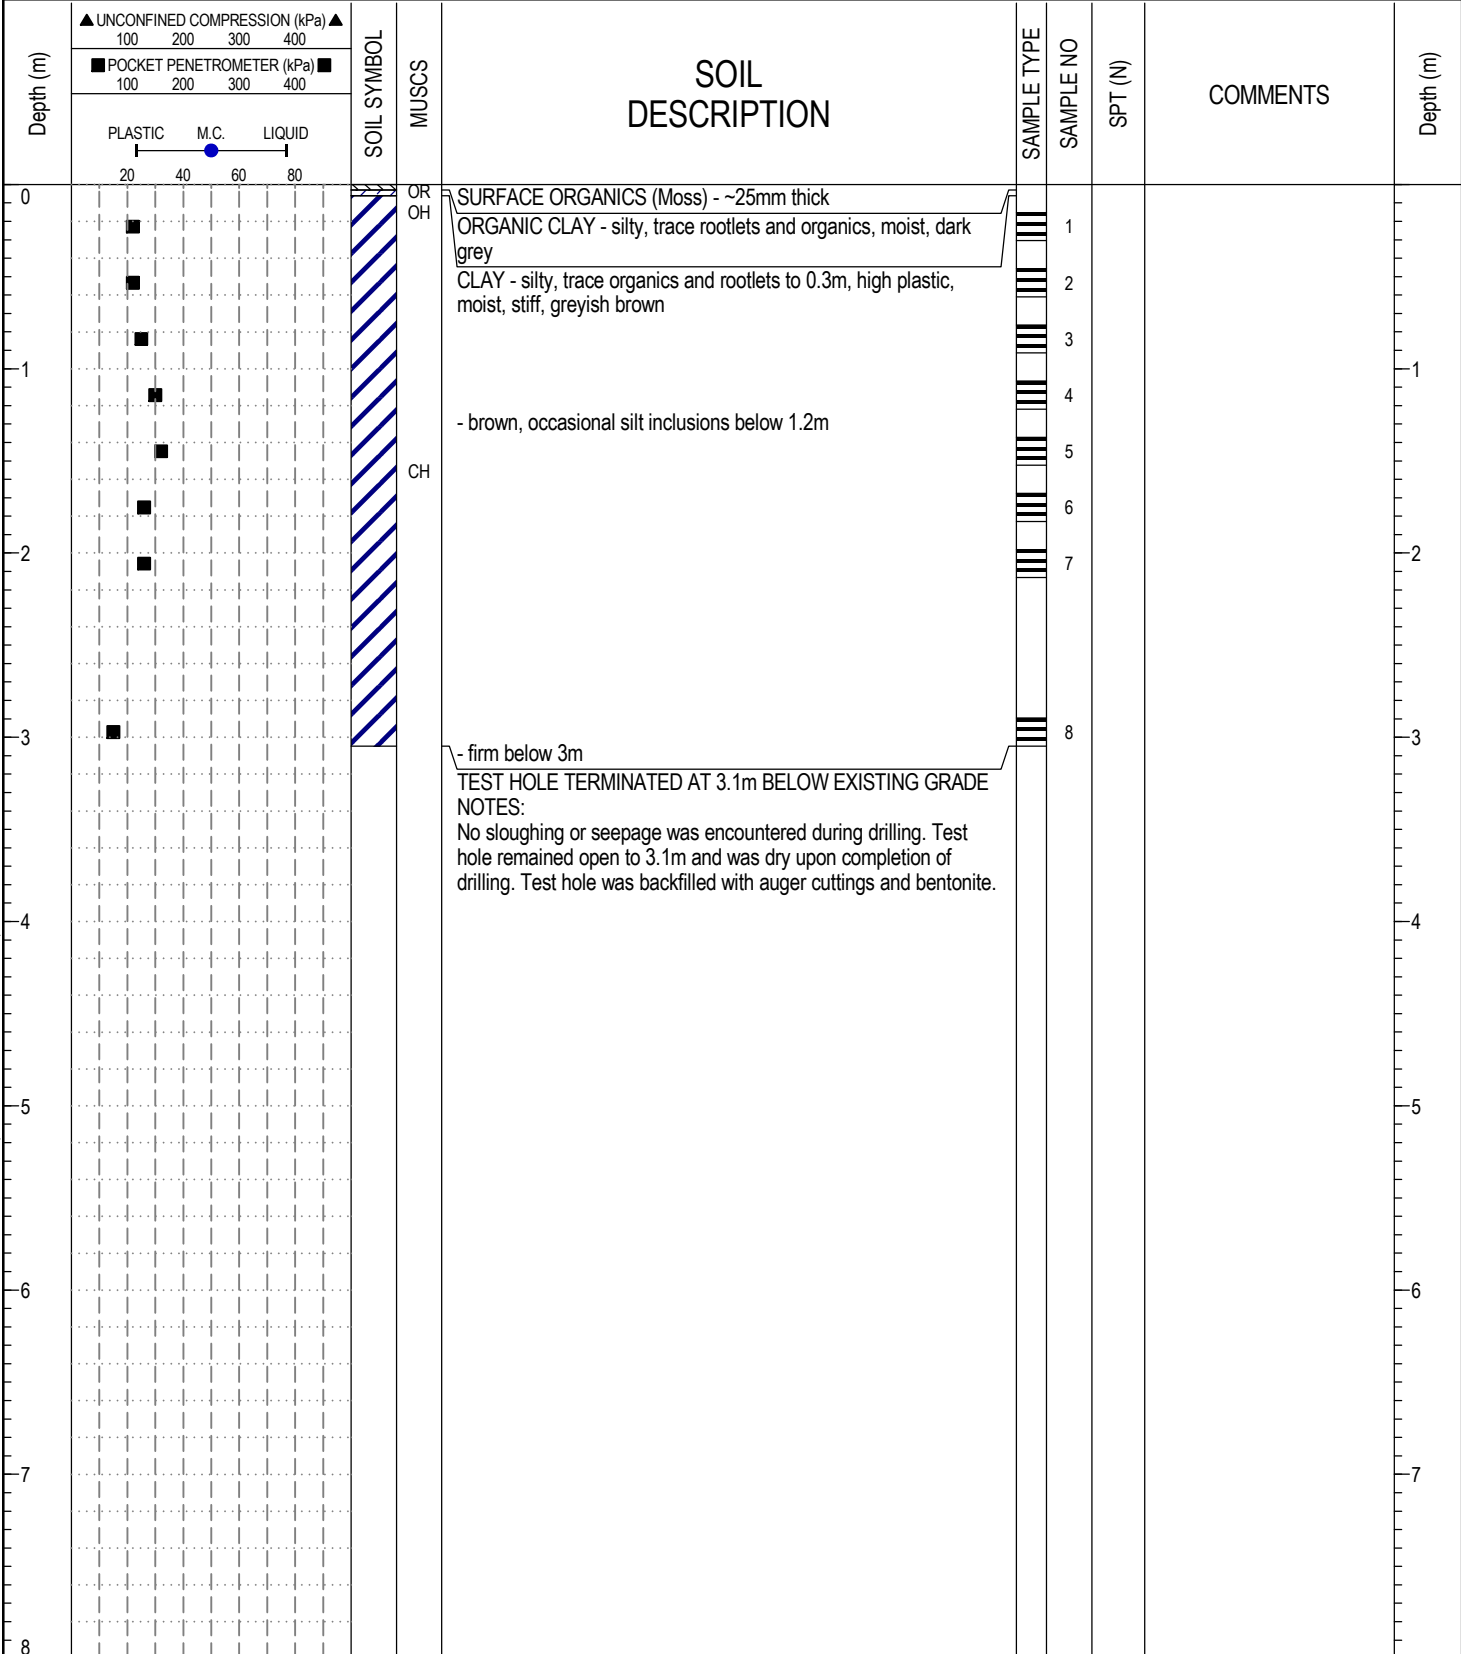 ▲ UNCONFINED COMPRESSION (kPa) ▲
100 200 300 400
■ POCKET PENETROMETER (kPa) ■
100 200 300 400
PLASTIC M.C. LIQUID
20 40 60 80
Depth (m)
SOIL SYMBOL
MUSCS
SOIL
DESCRIPTION
SAMPLE TYPE
SAMPLE NO
SPT (N)
COMMENTS
Depth (m)
0
OR
SURFACE ORGANICS (Moss) - ~25mm thick
OH
ORGANIC CLAY - silty, trace rootlets and organics, moist, dark
grey
1
CLAY - silty, trace organics and rootlets to 0.3m, high plastic,
moist, stiff, greyish brown
2
3
1
1
4
- brown, occasional silt inclusions below 1.2m
5
CH
6
2
7
2
3
8
3
- firm below 3m
TEST HOLE TERMINATED AT 3.1m BELOW EXISTING GRADE
NOTES:
No sloughing or seepage was encountered during drilling. Test
hole remained open to 3.1m and was dry upon completion of
drilling. Test hole was backfilled with auger cuttings and bentonite.
4
4
5
5
6
6
7
7
8